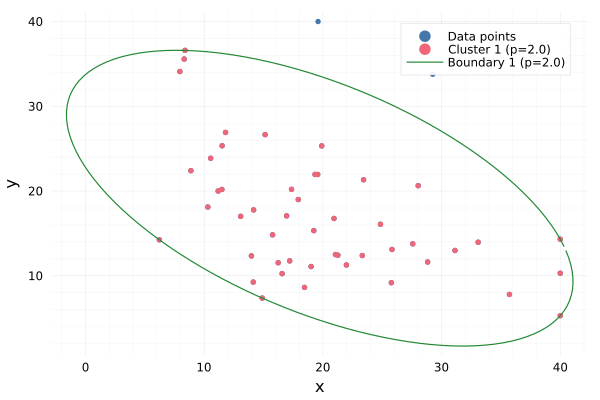 40
30
20
10
y
Data points
Cluster 1 (p=2.0)
Boundary 1 (p=2.0)
0 10 20 30 40
x